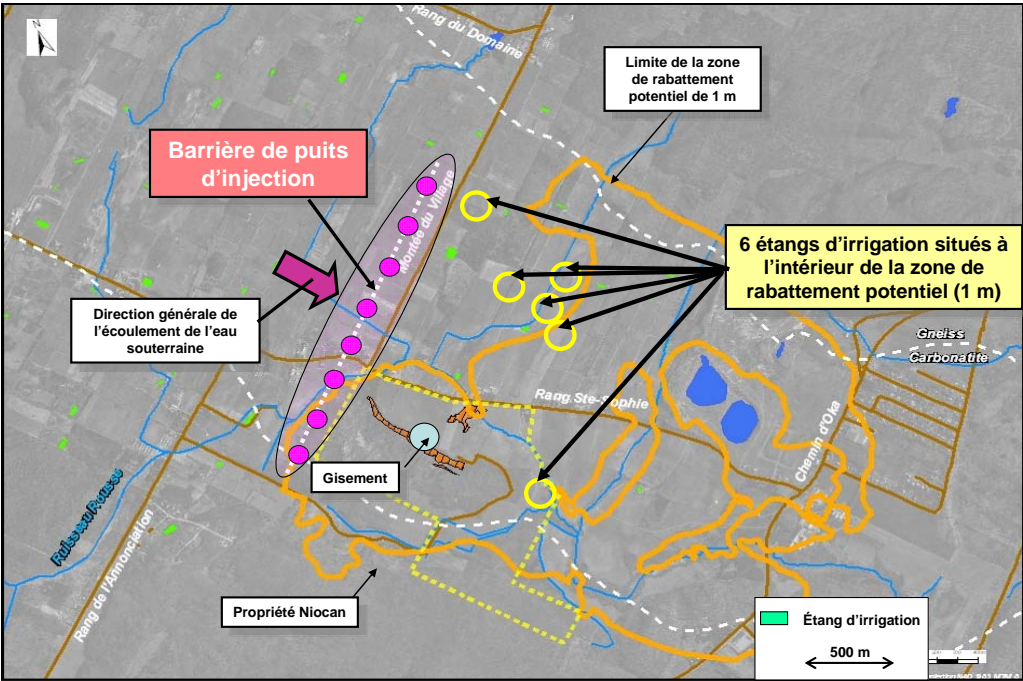 Rang du Domaine
Limite de la zone
de rabattement
potentiel de 1 m
Barrière de puits
d'injection
Montée du Village
6 étangs d'irrigation situés à
l'intérieur de la zone de
rabattement potentiel (1 m)
Direction générale de
l'écoulement de l'eau
souterraine
Gneiss
Carbonatite
Rang Ste-Sophie
Chemin d'Oka
Gisement
Ruisseau Rousse
Rang de l'Annonciation
Propriété Niocan
Étang d'irrigation
500 m